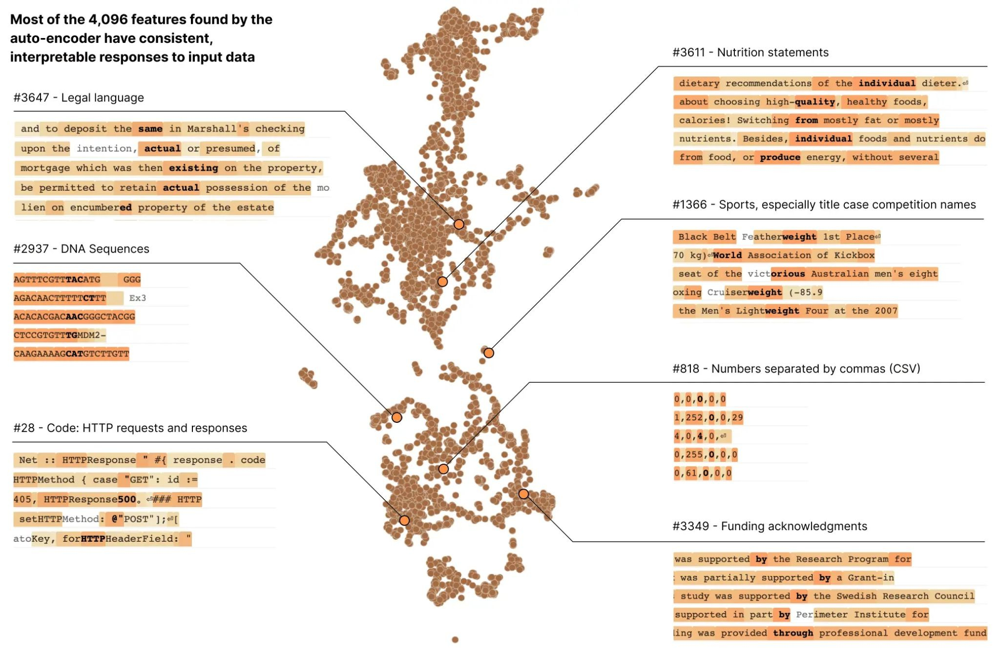 Most of the 4,096 features found by the
auto-encoder have consistent,
interpretable responses to input data
#3647 - Legal language
and to deposit the same in Marshall's checking
upon the intention, actual or presumed, of
mortgage which was then existing on the property,
be permitted to retain actual possession of the mo
lien on encumbered property of the estate
#2937 - DNA Sequences
AGTTTCGTTTACATG GGG
AGACAACTTTTTCTTT Ex3
ACACACGACAACGGGCTACGG
CTCCGTGTTTGMDM2-
CAAGAAAAGCATGTCTTGTT
#28 - Code: HTTP requests and responses
Net :: HTTPResponse " #{ response . code
HTTPMethod { case "GET": id :=
405, HTTPResponse500。⏎### HTTP
setHTTPMethod: @"POST"];⏎[
atoKey, forHTTPHeaderField: "
#3611 - Nutrition statements
dietary recommendations of the individual dieter.⏎
about choosing high-quality, healthy foods,
calories! Switching from mostly fat or mostly
nutrients. Besides, individual foods and nutrients do
from food, or produce energy, without several
#1366 - Sports, especially title case competition names
Black Belt Featherweight 1st Place⏎
70 kg)⏎World Association of Kickbox
seat of the victorious Australian men's eight
oxing Cruiserweight (-85.9
the Men's Lightweight Four at the 2007
#818 - Numbers separated by commas (CSV)
0,0,0,0,0
1,252,0,0,29
4,0,4,0,⏎
0,255,0,0,0
0,61,0,0,0
#3349 - Funding acknowledgments
was supported by the Research Program for
was partially supported by a Grant-in
study was supported by the Swedish Research Council
supported in part by Perimeter Institute for
ding was provided through professional development fund